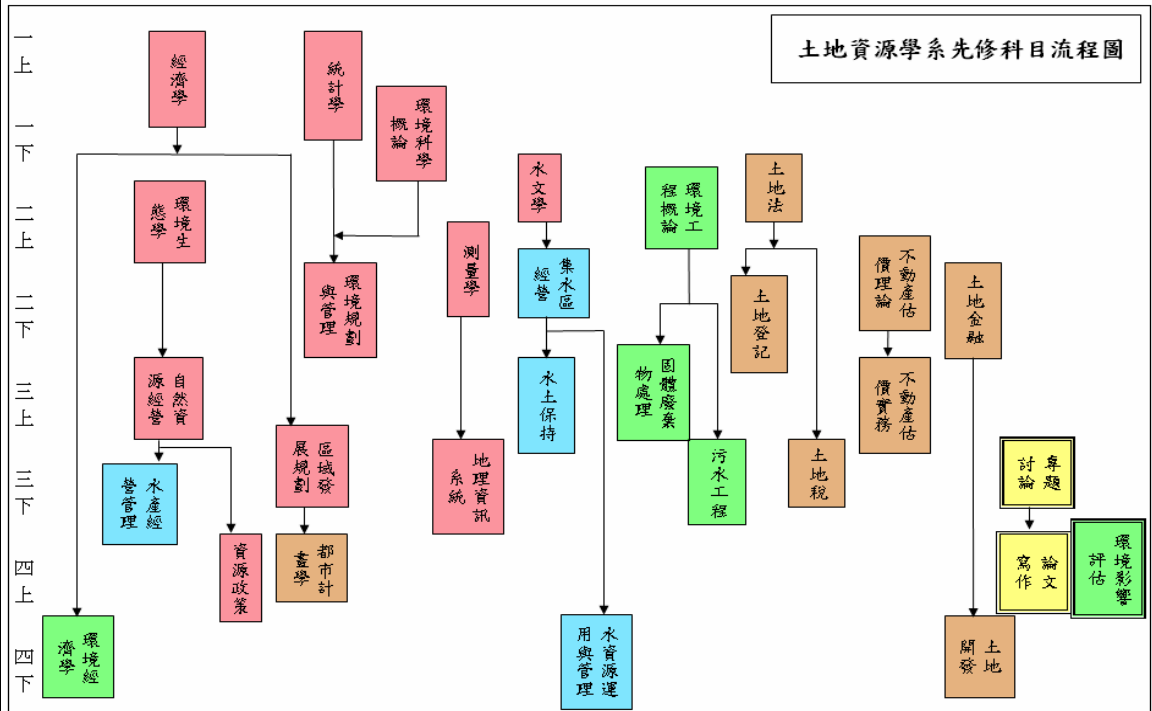 土地資源學系先修科目流程圖
一上
一下
二上
二下
三上
三下
四上
四下
經濟學
統計學
環境科學
概論
環境生
態學
環境規劃
與管理
測量學
水文學
集水區
經營
環境工
程概論
土地法
土地登記
不動產估
價理論
土地金融
自然資
源經營
水土保持
固體廢棄
物處理
不動產估
價實務
區域發
展規劃
地理資訊
系統
污水工程
土地稅
專題
討論
水產經
營管理
資源政策
都市計
畫學
論文
寫作
環境影響
評估
環境經
濟學
水資源運
用與管理
土地
開發